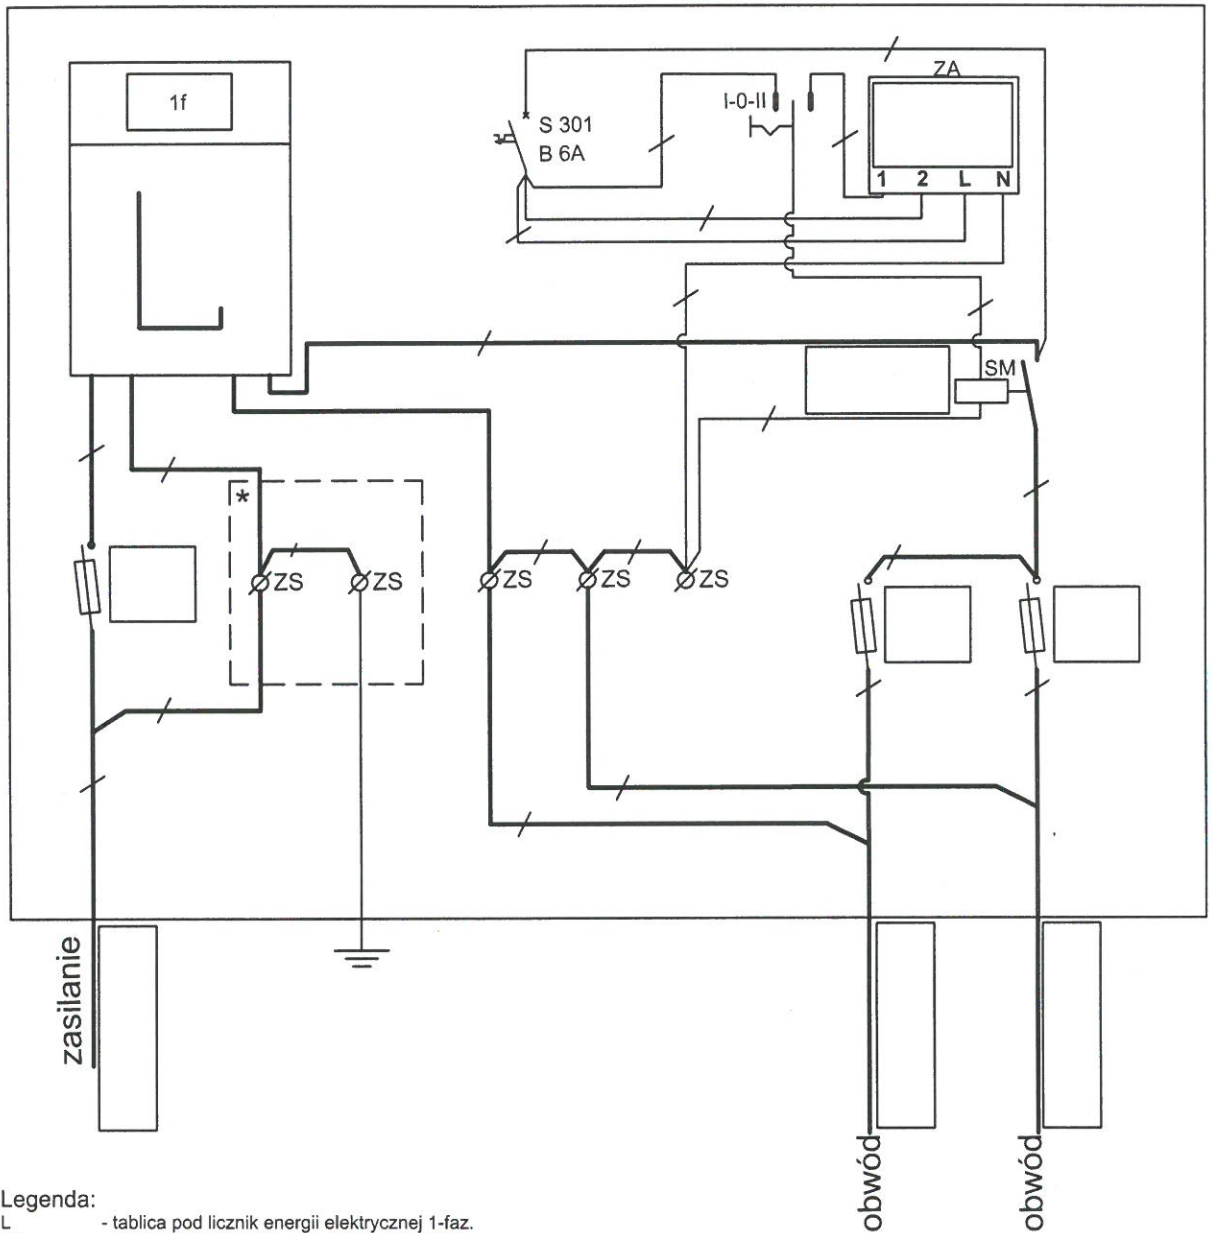 1f
S 301
B 6A
I-0-II
ZA
1 2 L N
SM
*
ZS ZS ZS ZS ZS
zasilanie
obwód
obwód
Legenda:
L - tablica pod licznik energii elektrycznej 1-faz.